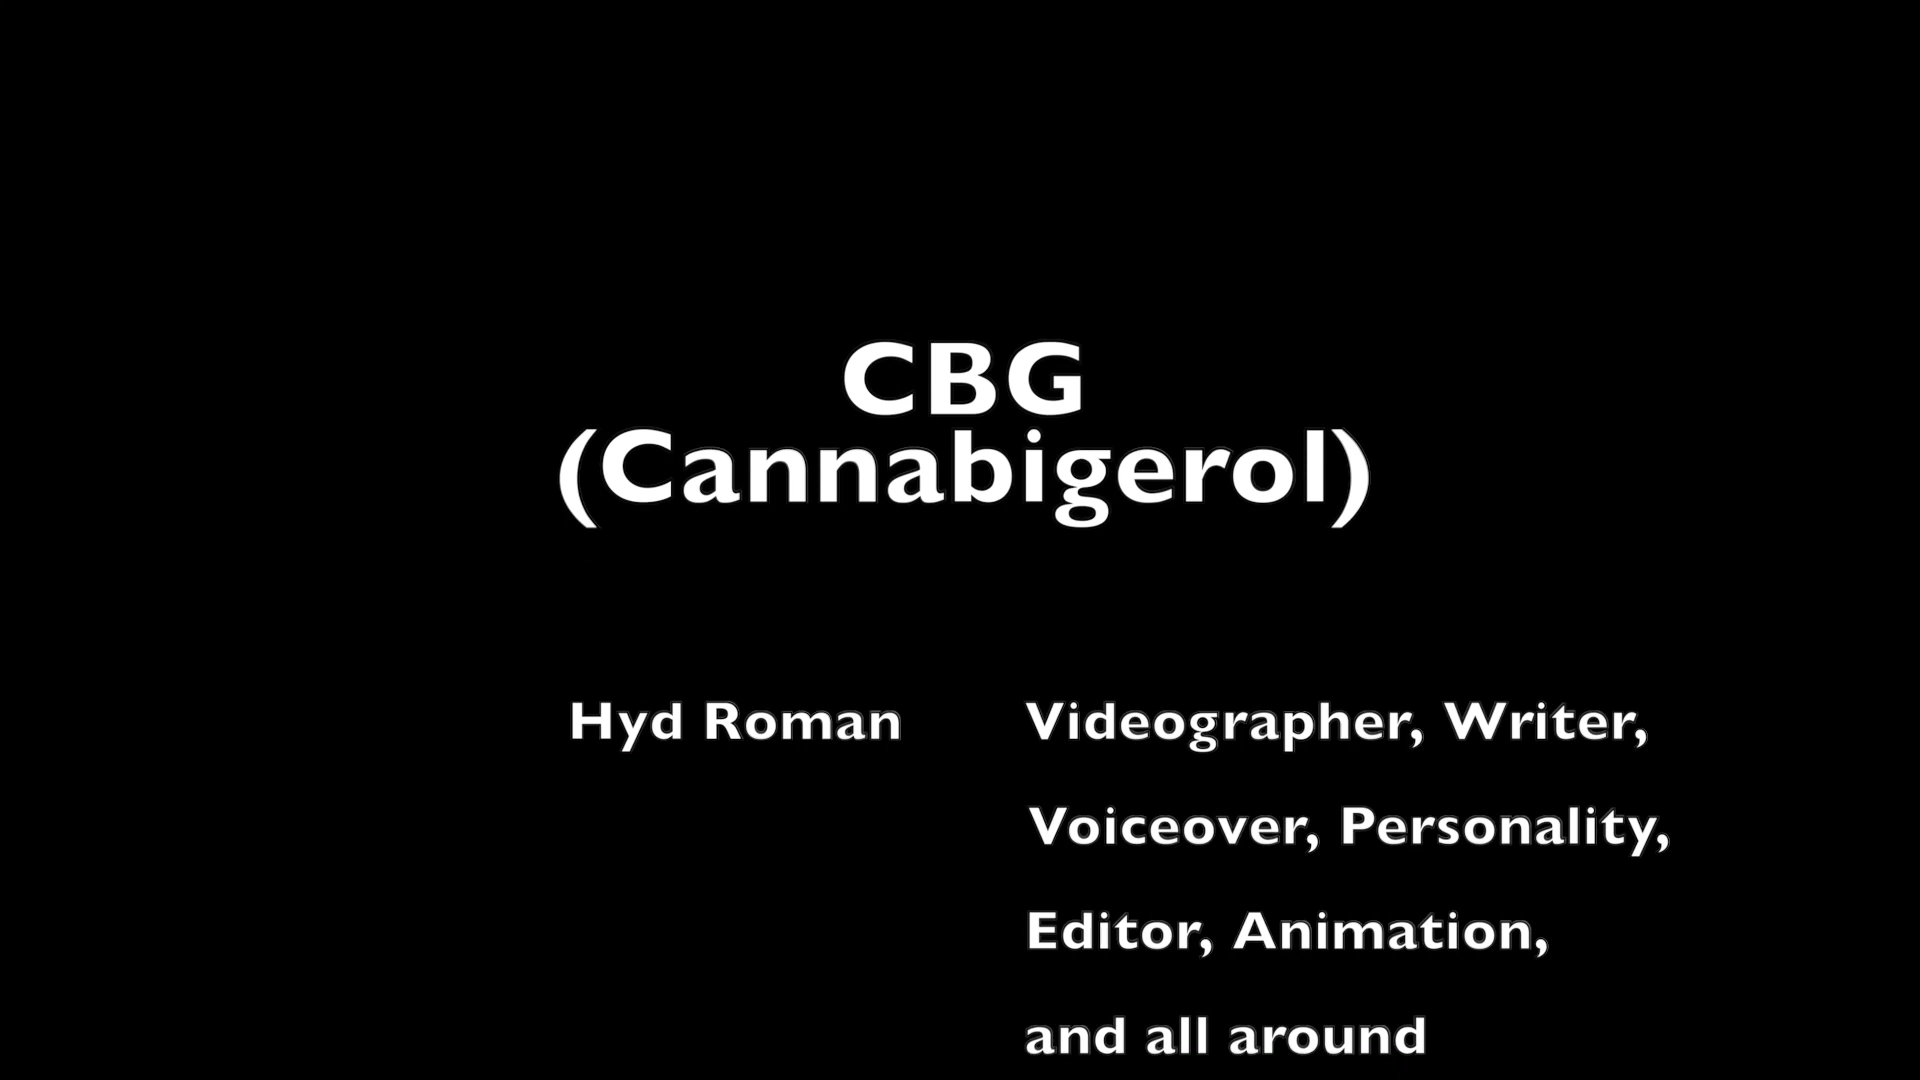 CBG
(Cannabigerol)
Hyd Roman Videographer, Writer,
Voiceover, Personality,
Editor, Animation,
and all around